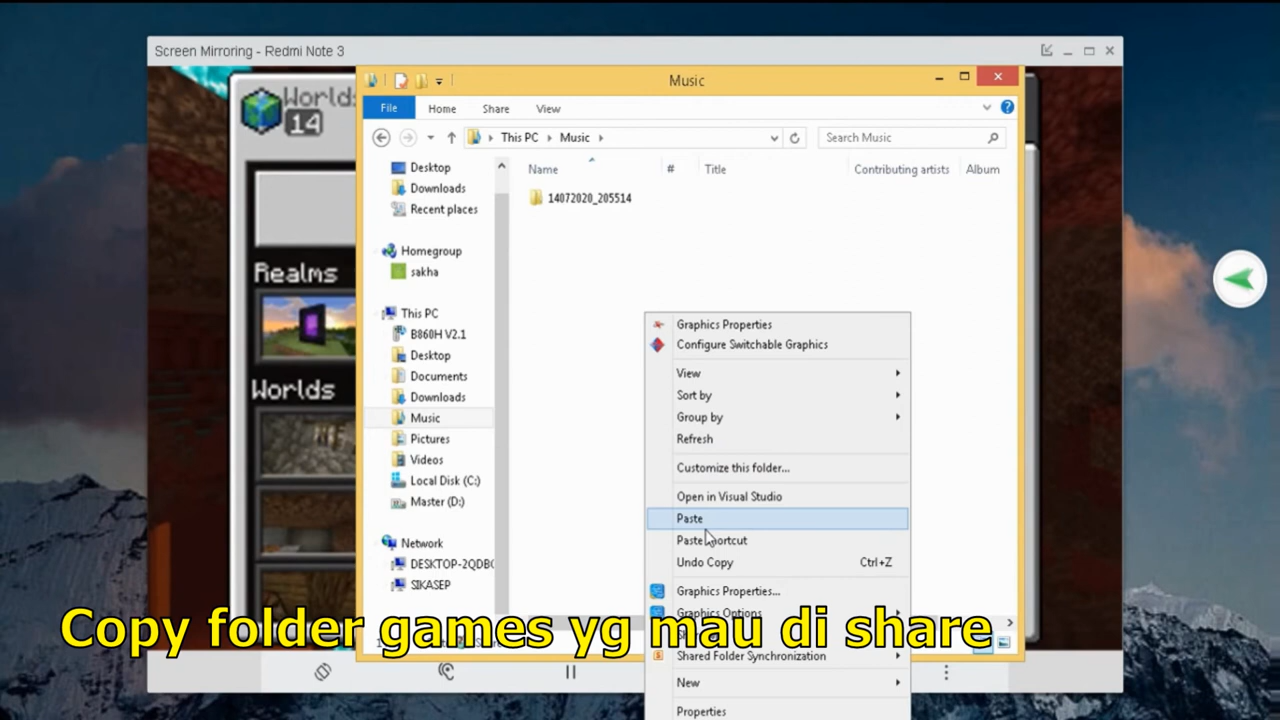 Screen Mirroring - Redmi Note 3
Worlds
14
Music
File Home Share View
This PC Music
Search Music
Name # Title Contributing artists Album
14072020_205514
Desktop
Downloads
Recent places
Homegroup
sakha
This PC
B860H V2.1
Desktop
Documents
Downloads
Music
Pictures
Videos
Local Disk (C:)
Master (D:)
Network
SIKASEP
Realms
Worlds
Graphics Properties
Configure Switchable Graphics
View
Sort by
Group by
Refresh
Customize this folder...
Open in Visual Studio
Paste
Paste shortcut
Undo Copy Ctrl+Z
Graphics Properties...
Graphics Options
Shared Folder Synchronization
New
Properties
Copy folder games yg mau di share